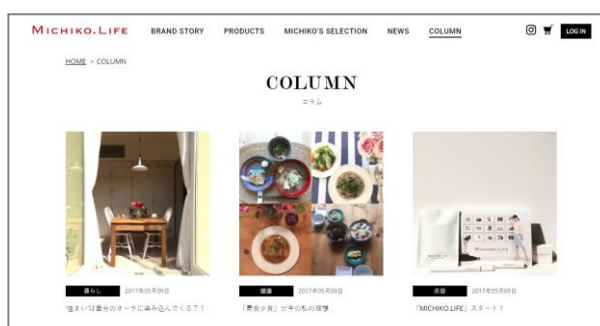 MICHIKO.LIFE BRAND STORY PRODUCTS MICHIKO'S SELECTION NEWS COLUMN LOG IN
HOME > COLUMN
COLUMN
コラム
MICHIKO.LIFE
暮らし 2017年05月09日
健康 2017年05月09日
美容 2017年05月09日
'住まい'は自分のオーラに染み込んでくる？！
「素食少食」が今の私の理想
「MICHIKO.LIFE」スタート！